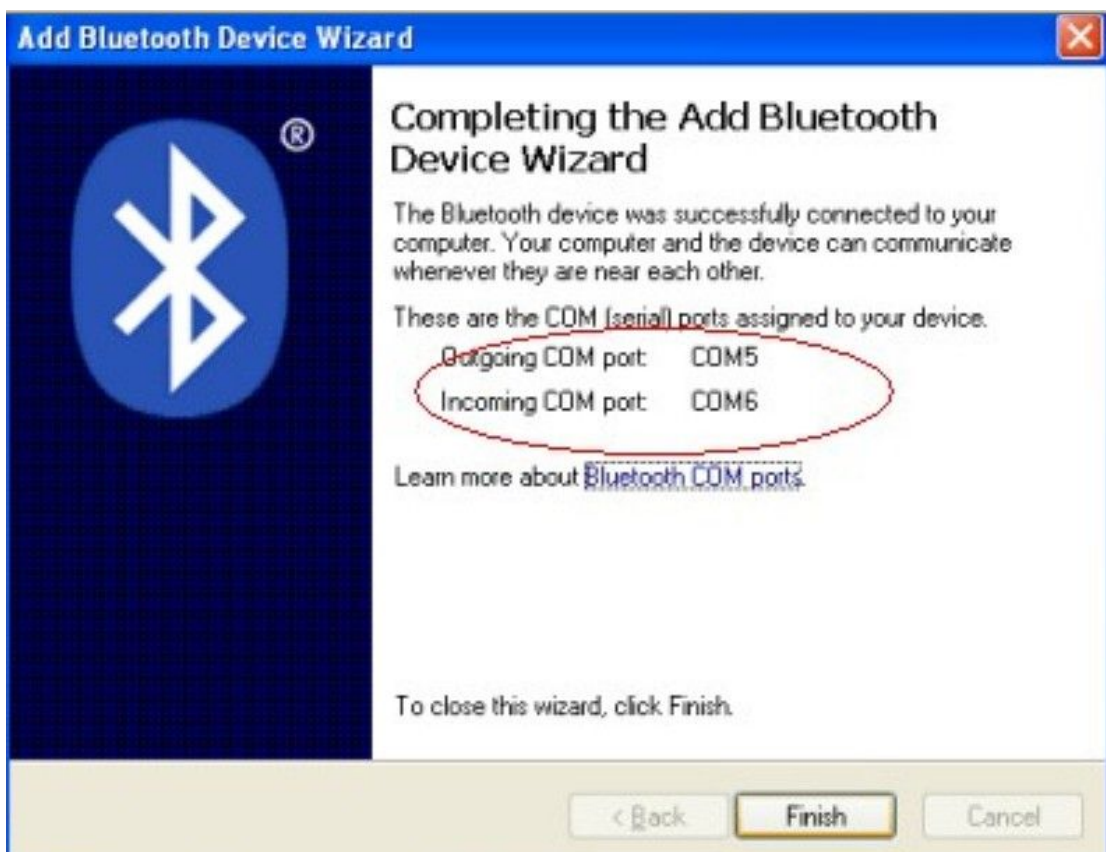 Add Bluetooth Device Wizard
®
Completing the Add Bluetooth
Device Wizard
The Bluetooth device was successfully connected to your
computer. Your computer and the device can communicate
whenever they are near each other.
These are the COM (serial) ports assigned to your device.
Outgoing COM port: COM5
Incoming COM port: COM6
Learn more about Bluetooth COM ports.
To close this wizard, click Finish.
< Back Finish Cancel